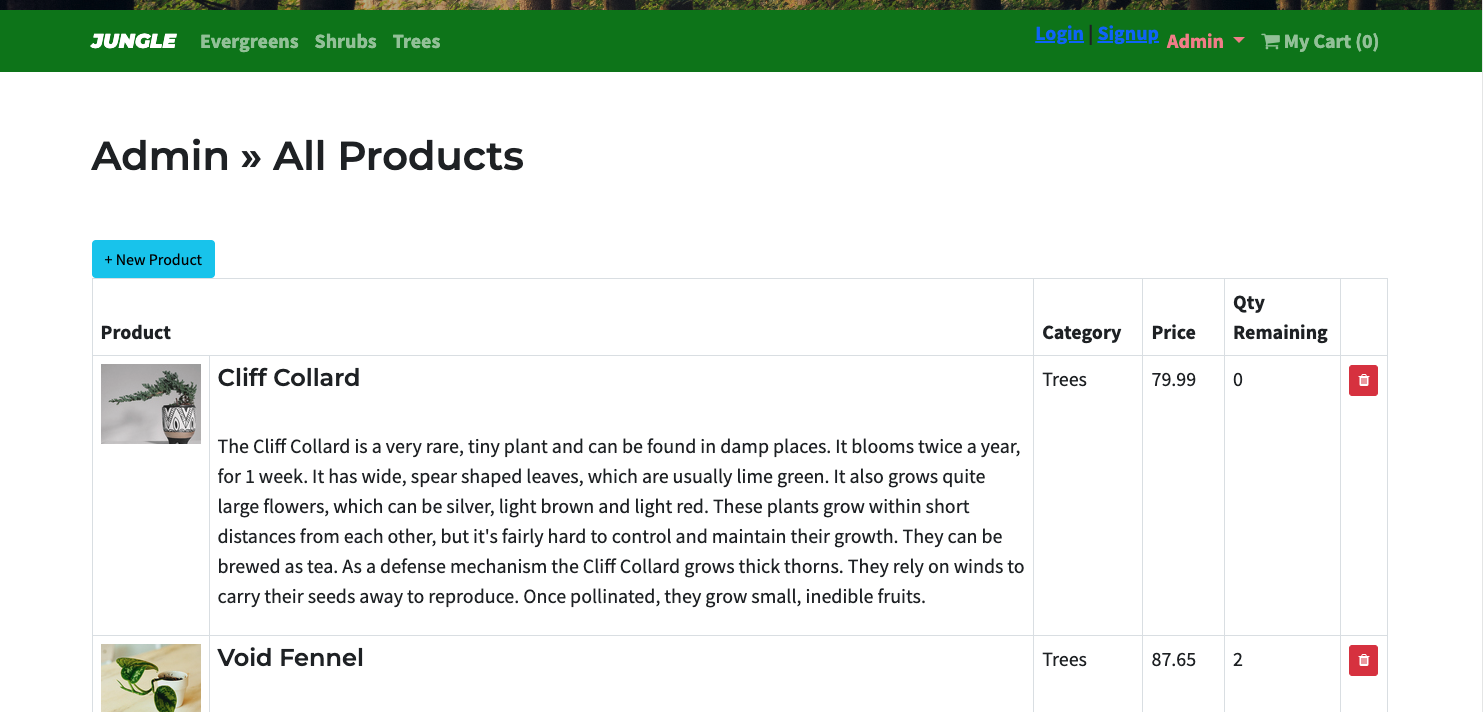 JUNGLE Evergreens Shrubs Trees Login | Signup Admin My Cart (0)
Admin » All Products
+ New Product
Product Category Price Qty Remaining
Cliff Collard Trees 79.99 0
The Cliff Collard is a very rare, tiny plant and can be found in damp places. It blooms twice a year,
for 1 week. It has wide, spear shaped leaves, which are usually lime green. It also grows quite
large flowers, which can be silver, light brown and light red. These plants grow within short
distances from each other, but it's fairly hard to control and maintain their growth. They can be
brewed as tea. As a defense mechanism the Cliff Collard grows thick thorns. They rely on winds to
carry their seeds away to reproduce. Once pollinated, they grow small, inedible fruits.
Void Fennel Trees 87.65 2